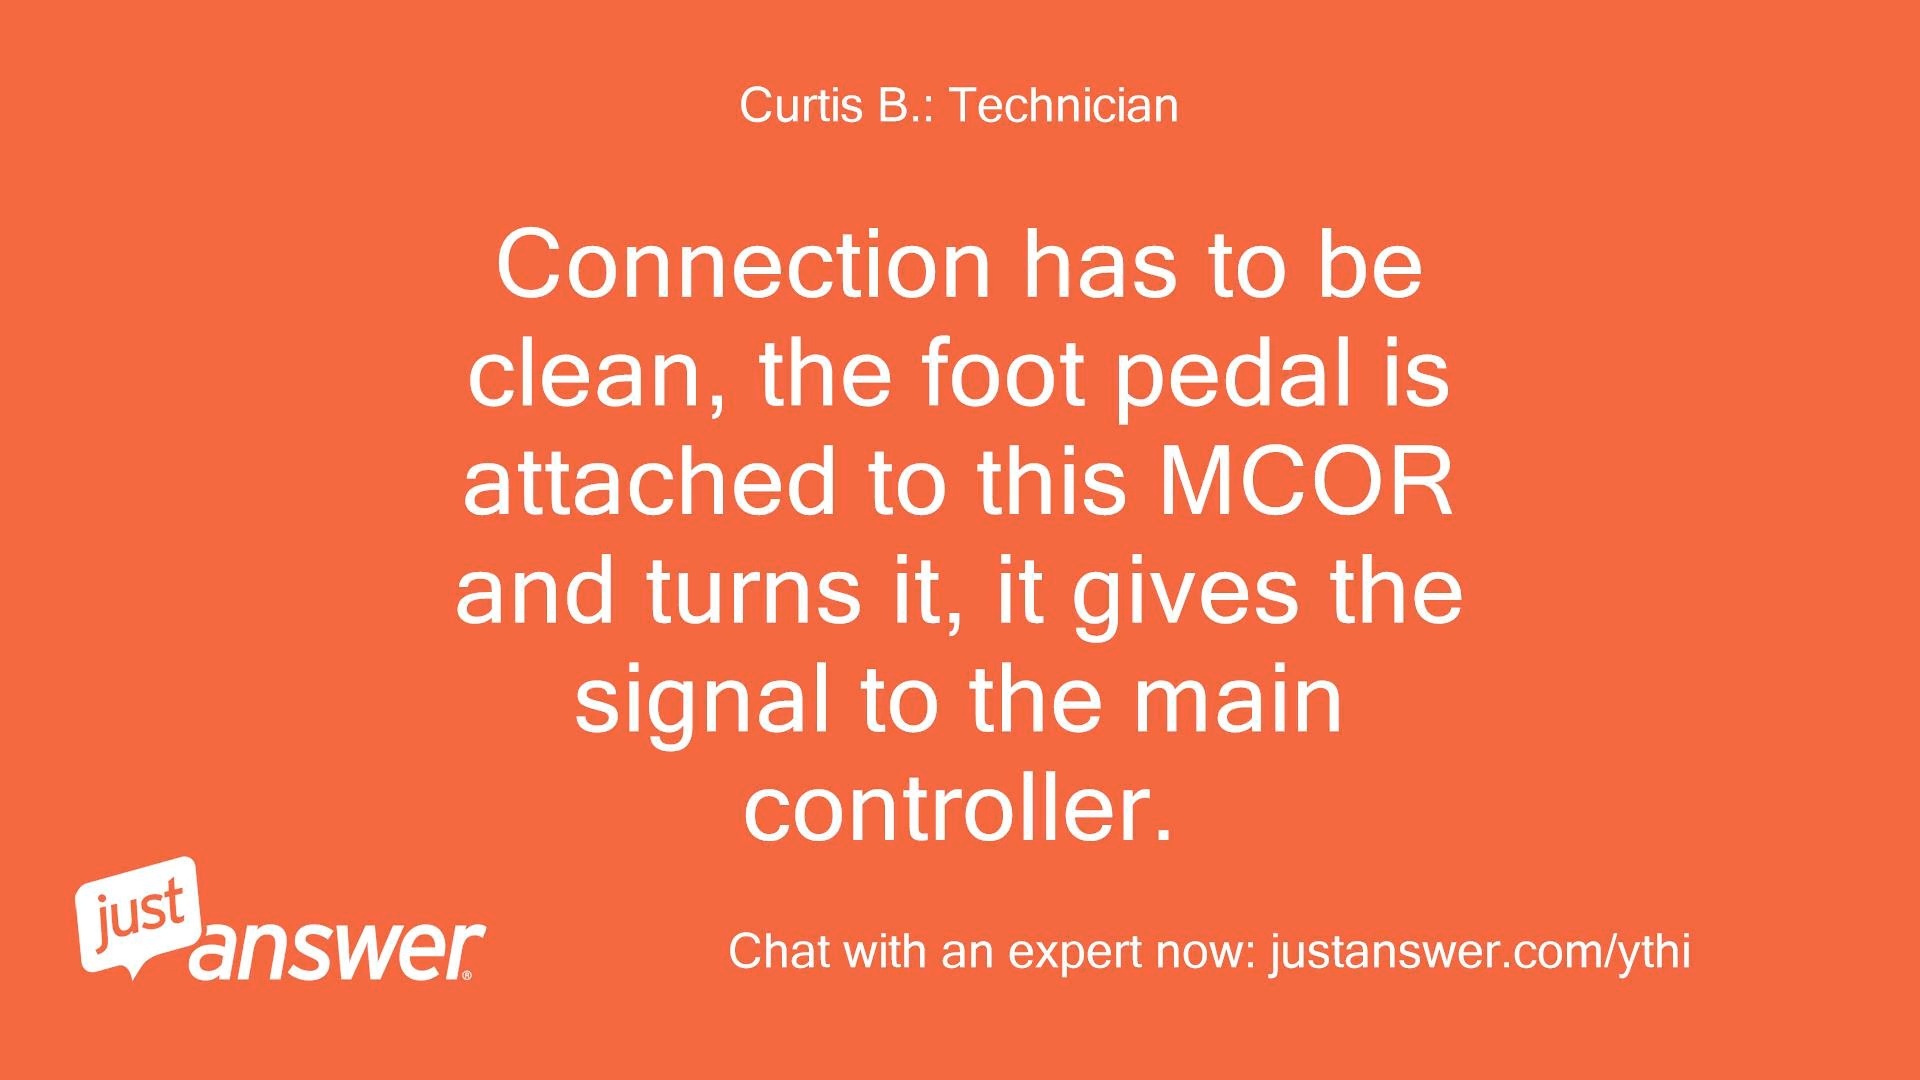 Curtis B.: Technician
Connection has to be
clean, the foot pedal is
attached to this MCOR
and turns it, it gives the
signal to the main
controller.
just
answer®
Chat with an expert now: justanswer.com/ythi